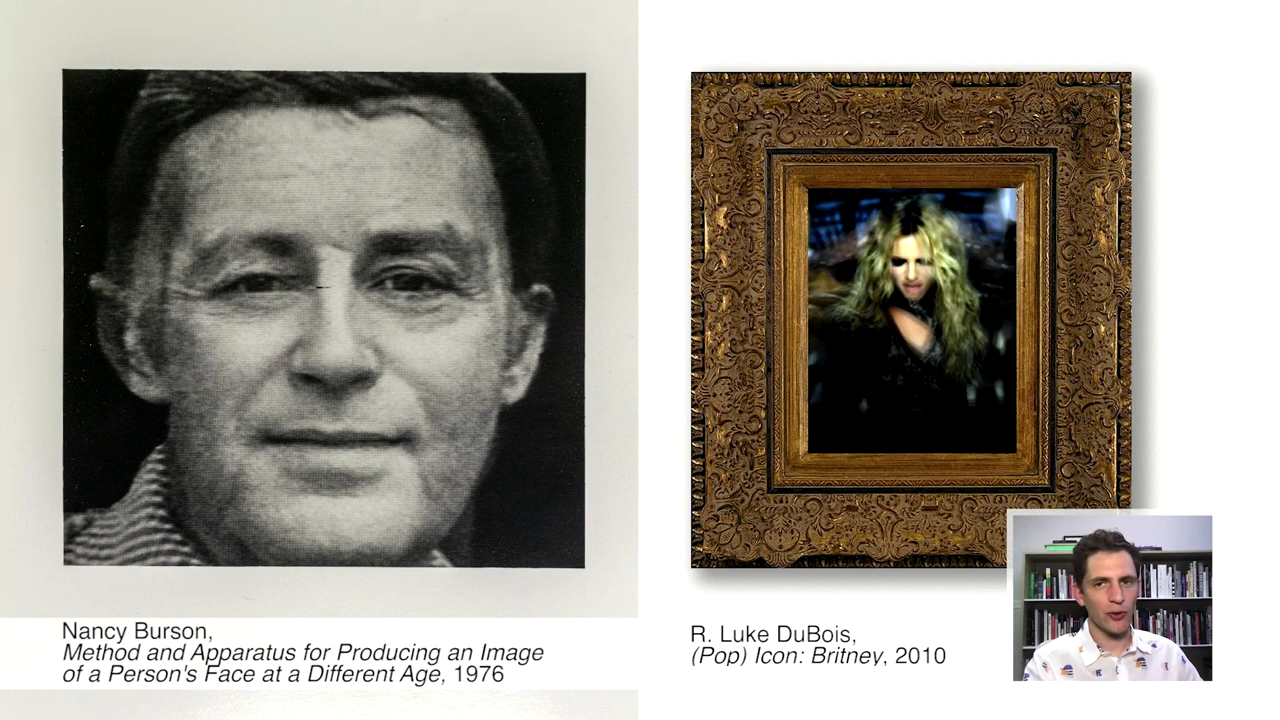 Nancy Burson,
Method and Apparatus for Producing an Image
of a Person's Face at a Different Age, 1976
R. Luke DuBois,
(Pop) Icon: Britney, 2010